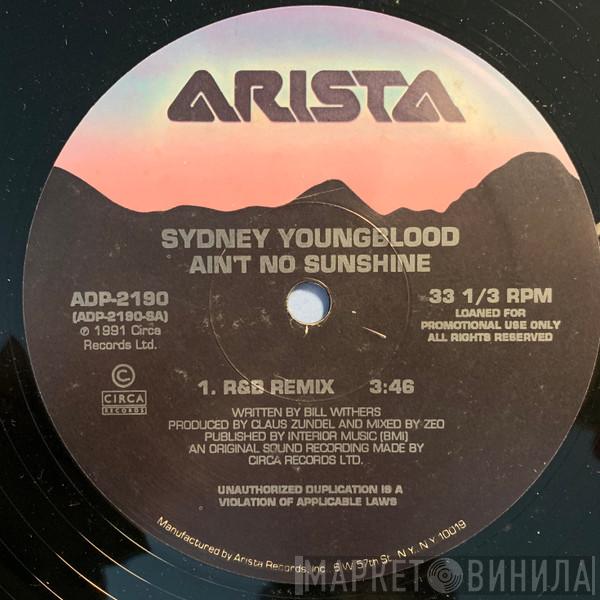 ARISTA
SYDNEY YOUNGBLOOD
AIN'T NO SUNSHINE
ADP-2190
(ADP-2190-SA)
℗ 1991 Circa
Records Ltd.
33 1/3 RPM
LOANED FOR
PROMOTIONAL USE ONLY
ALL RIGHTS RESERVED
C
CIRCA
RECORDS
1. R&B REMIX 3:46
WRITTEN BY BILL WITHERS
PRODUCED BY CLAUS ZUNDEL AND MIXED BY ZEO
PUBLISHED BY INTERIOR MUSIC (BMI)
AN ORIGINAL SOUND RECORDING MADE BY
CIRCA RECORDS LTD.
UNAUTHORIZED DUPLICATION IS A
VIOLATION OF APPLICABLE LAWS
Manufactured by Arista Records, Inc., 6 W. 57th St., N.Y., N.Y. 10019
МАРКЕТ ВИНИЛА